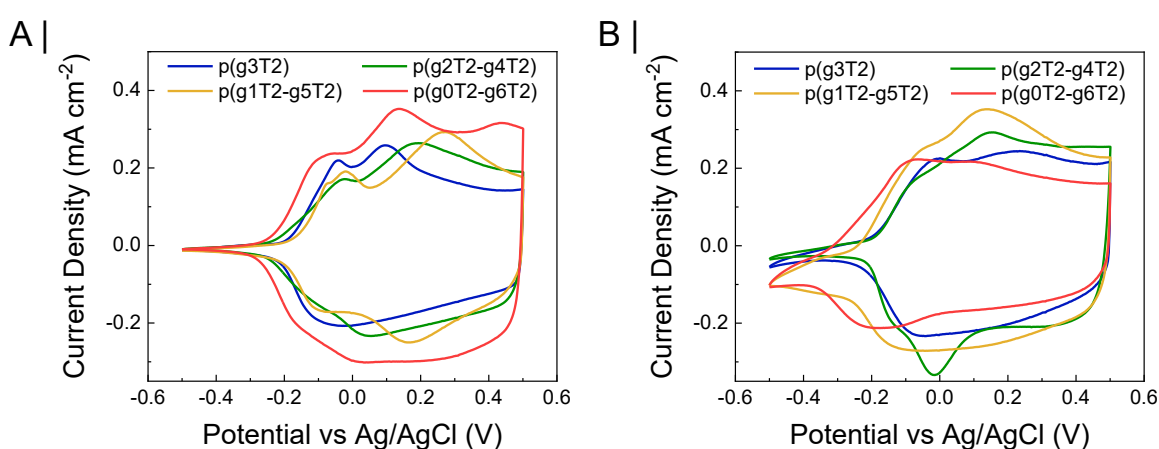 A |
p(g3T2) p(g2T2-g4T2)
p(g1T2-g5T2) p(g0T2-g6T2)
Current Density (mA cm-2)
0.4
0.2
0.0
-0.2
-0.6 -0.4 -0.2 0.0 0.2 0.4 0.6
Potential vs Ag/AgCl (V)
B |
p(g3T2) p(g2T2-g4T2)
p(g1T2-g5T2) p(g0T2-g6T2)
Current Density (mA cm-2)
0.4
0.2
0.0
-0.2
-0.6 -0.4 -0.2 0.0 0.2 0.4 0.6
Potential vs Ag/AgCl (V)